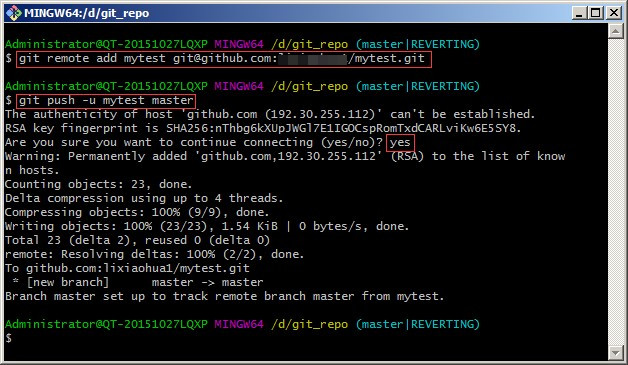 MINGW64:/d/git_repo
Administrator@QT-20151027LQXP MINGW64 /d/git_repo (master|REVERTING)
$ git remote add mytest git@github.com:/mytest.git
Administrator@QT-20151027LQXP MINGW64 /d/git_repo (master|REVERTING)
$ git push -u mytest master
The authenticity of host 'github.com (192.30.255.112)' can't be established.
RSA key fingerprint is SHA256:nThbg6kXUpJWGl7E1IGOCspRomTxdCARLviKw6E5SY8.
Are you sure you want to continue connecting (yes/no)? yes
Warning: Permanently added 'github.com,192.30.255.112' (RSA) to the list of know
n hosts.
Counting objects: 23, done.
Delta compression using up to 4 threads.
Compressing objects: 100% (9/9), done.
Writing objects: 100% (23/23), 1.54 KiB | 0 bytes/s, done.
Total 23 (delta 2), reused 0 (delta 0)
remote: Resolving deltas: 100% (2/2), done.
To github.com:lixiaohua1/mytest.git
 * [new branch]      master -> master
Branch master set up to track remote branch master from mytest.
Administrator@QT-20151027LQXP MINGW64 /d/git_repo (master|REVERTING)
$